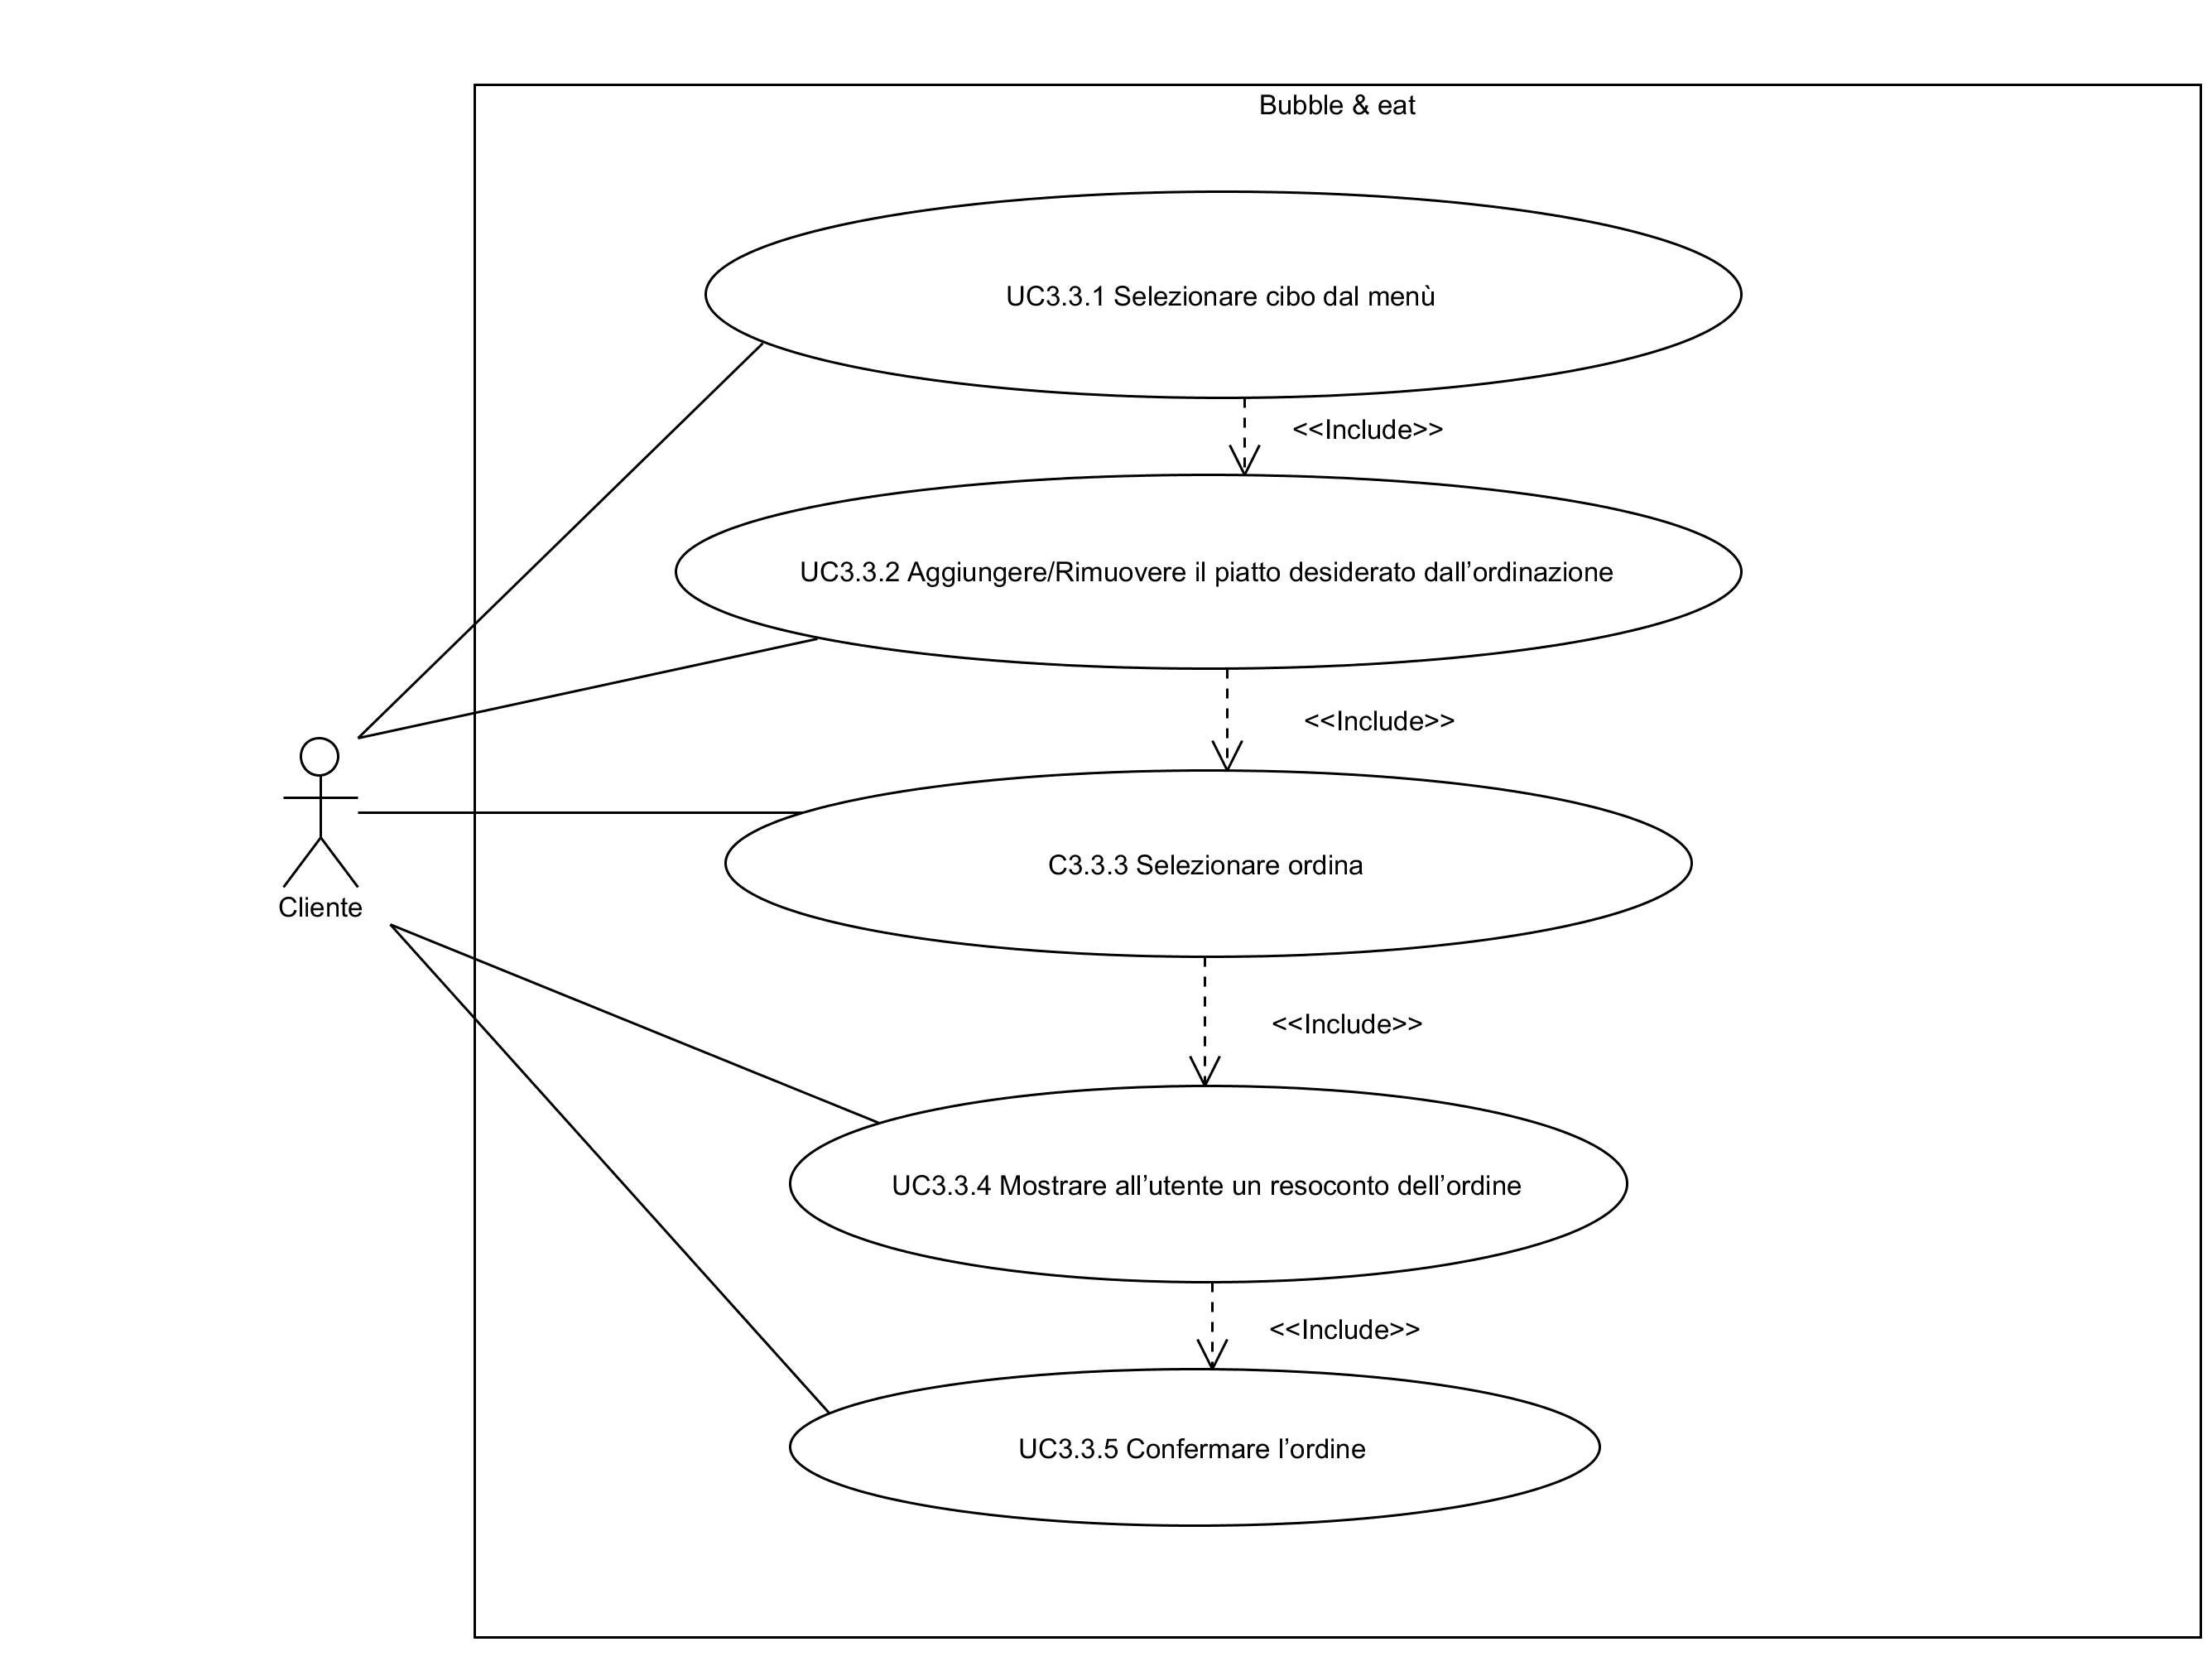 Bubble & eat
UC3.3.1 Selezionare cibo dal menù
<<Include>>
UC3.3.2 Aggiungere/Rimuovere il piatto desiderato dall’ordinazione
<<Include>>
C3.3.3 Selezionare ordina
Cliente
<<Include>>
UC3.3.4 Mostrare all’utente un resoconto dell’ordine
<<Include>>
UC3.3.5 Confermare l’ordine